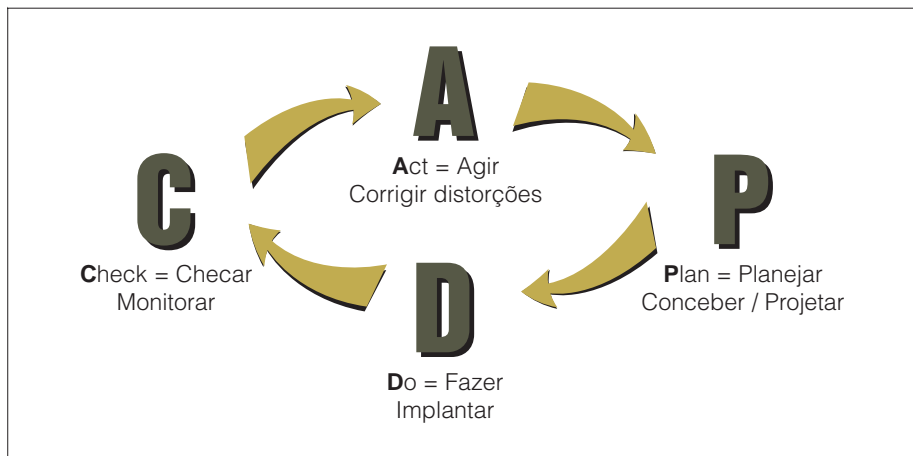 A
Act = Agir
Corrigir distorções
P
Plan = Planejar
Conceber / Projetar
D
Do = Fazer
Implantar
C
Check = Checar
Monitorar